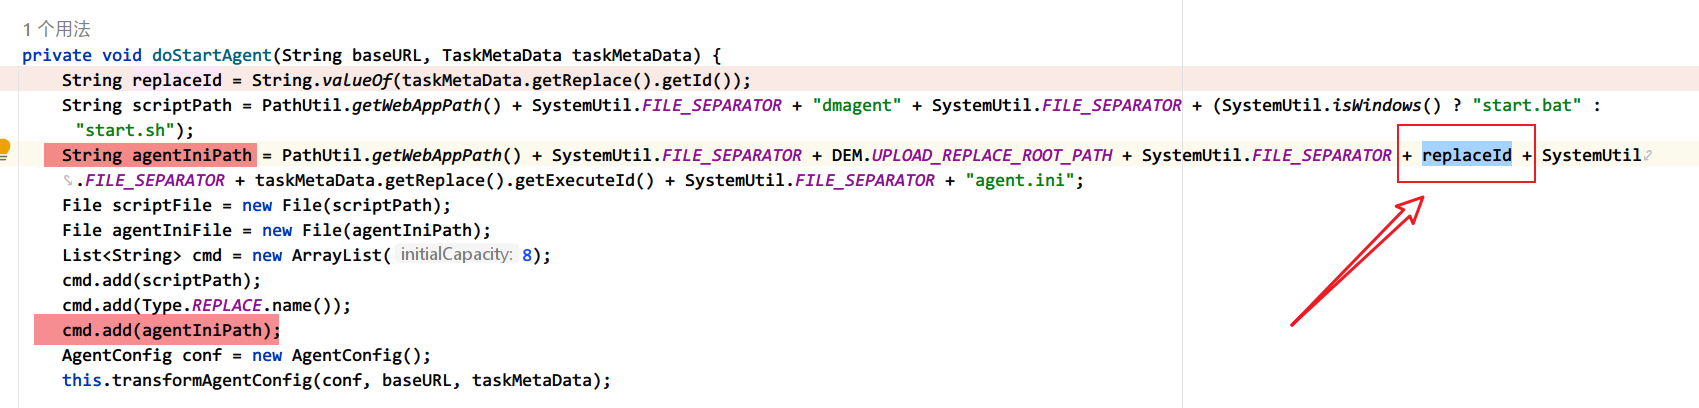 1 个用法
private void doStartAgent(String baseURL, TaskMetaData taskMetaData) {
String replaceId = String.valueOf(taskMetaData.getReplace().getId());
String scriptPath = PathUtil.getWebAppPath() + SystemUtil.FILE_SEPARATOR + "dmagent" + SystemUtil.FILE_SEPARATOR + (SystemUtil.isWindows() ? "start.bat" :
"start.sh");
String agentIniPath = PathUtil.getWebAppPath() + SystemUtil.FILE_SEPARATOR + DEM.UPLOAD_REPLACE_ROOT_PATH + SystemUtil.FILE_SEPARATOR + replaceId + SystemUtil
.FILE_SEPARATOR + taskMetaData.getReplace().getExecuteId() + SystemUtil.FILE_SEPARATOR + "agent.ini";
File scriptFile = new File(scriptPath);
File agentIniFile = new File(agentIniPath);
List<String> cmd = new ArrayList( initialCapacity: 8);
cmd.add(scriptPath);
cmd.add(Type.REPLACE.name());
cmd.add(agentIniPath);
AgentConfig conf = new AgentConfig();
this.transformAgentConfig(conf, baseURL, taskMetaData);